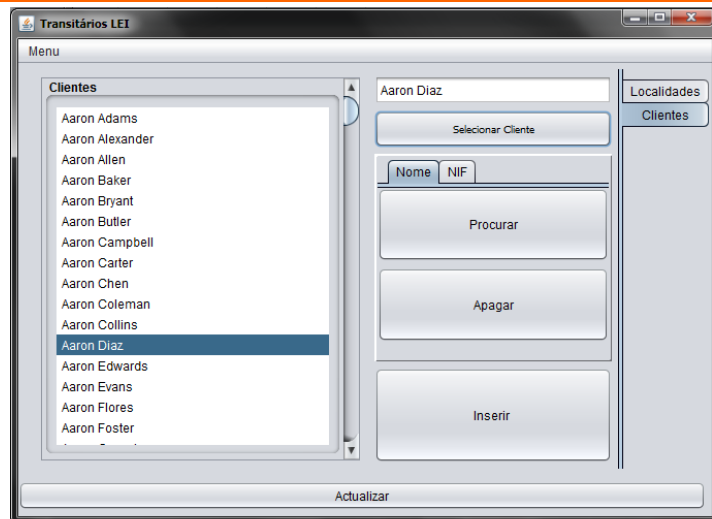 Transitários LEI
Menu
Clientes
Aaron Adams
Aaron Alexander
Aaron Allen
Aaron Baker
Aaron Bryant
Aaron Butler
Aaron Campbell
Aaron Carter
Aaron Chen
Aaron Coleman
Aaron Collins
Aaron Diaz
Aaron Edwards
Aaron Evans
Aaron Flores
Aaron Foster
Aaron Diaz
Selecionar Cliente
Nome NIF
Procurar
Apagar
Inserir
Localidades
Clientes
Actualizar